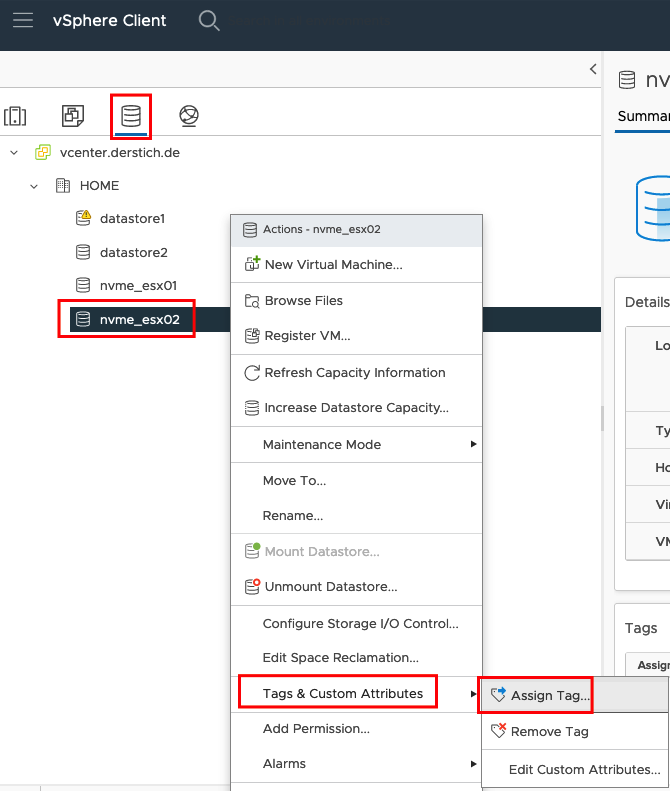 vSphere Client
nv
Summar
vcenter.derstich.de
HOME
datastore1
datastore2
nvme_esx01
nvme_esx02
Actions - nvme_esx02
New Virtual Machine...
Browse Files
Register VM...
Refresh Capacity Information
Increase Datastore Capacity...
Maintenance Mode
Move To...
Rename...
Mount Datastore...
Unmount Datastore...
Configure Storage I/O Control...
Edit Space Reclamation...
Tags & Custom Attributes
Add Permission...
Alarms
Assign Tag...
Remove Tag
Edit Custom Attributes...
Details
Lo
Ty
Ho
Vir
VM
Tags
Assign